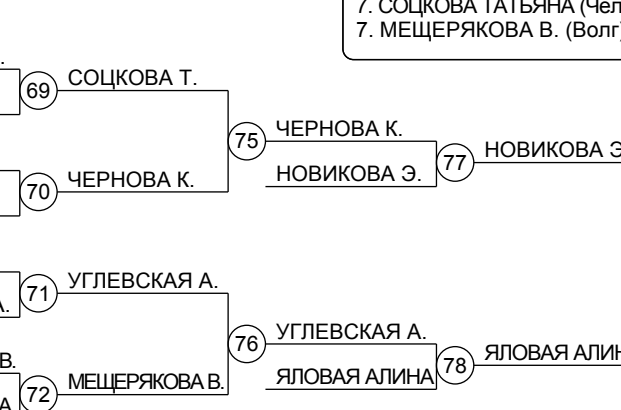 7. СОЦКОВА ТАТЬЯНА (Чел
7. МЕЩЕРЯКОВА В. (Волг)
69 СОЦКОВА Т.
75 ЧЕРНОВА К.
77 НОВИКОВА Э
НОВИКОВА Э.
70 ЧЕРНОВА К.
71 УГЛЕВСКАЯ А.
А.
76 УГЛЕВСКАЯ А.
78 ЯЛОВАЯ АЛИН
ЯЛОВАЯ АЛИНА
В.
72 МЕЩЕРЯКОВА В.
А